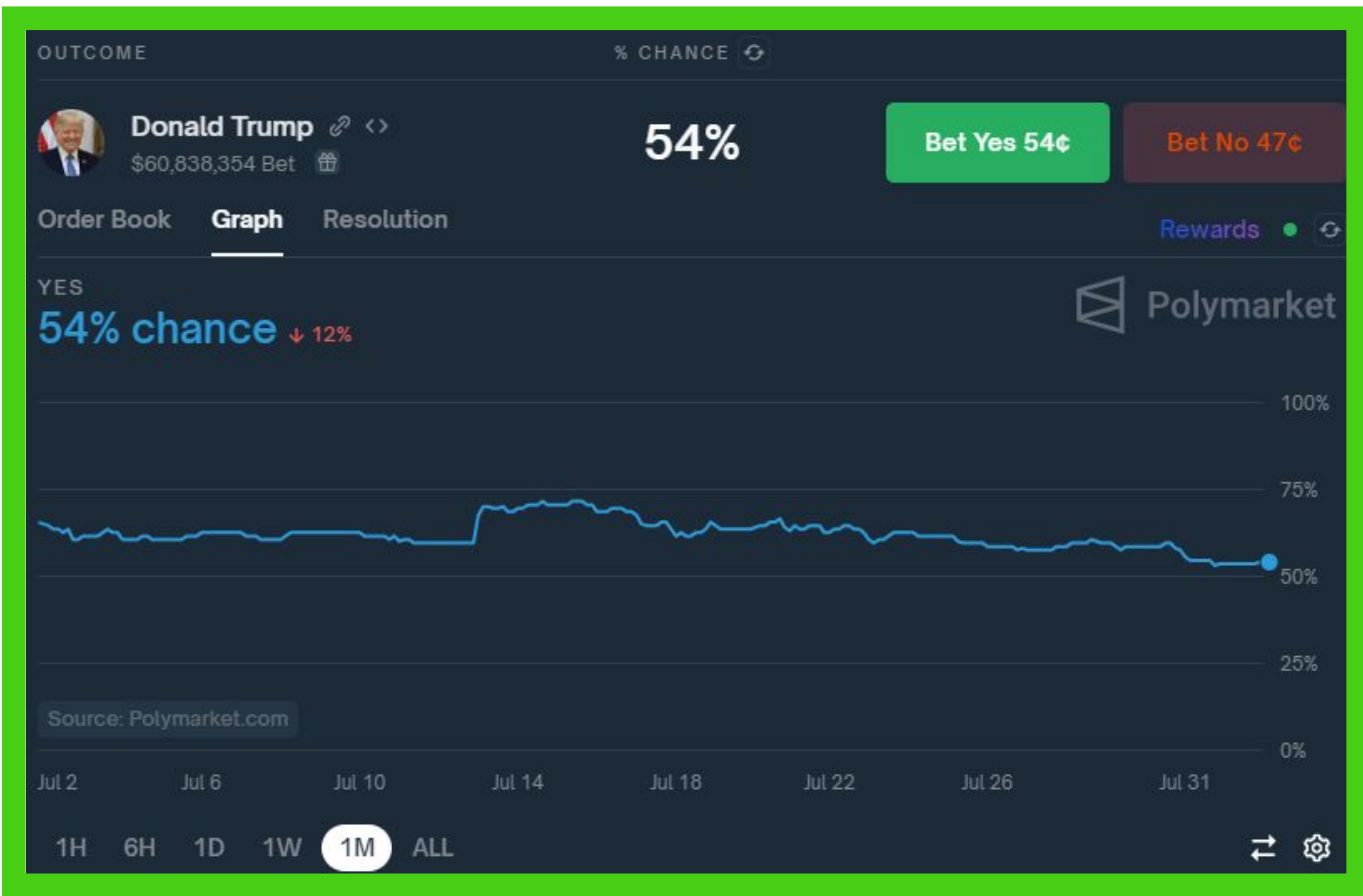 OUTCOME % CHANCE
Donald Trump 54% Bet Yes 54¢ Bet No 47¢
$60,838,354 Bet
Order Book Graph Resolution Rewards
YES
54% chance ↓ 12% Polymarket
100%
75%
50%
25%
Source: Polymarket.com
0%
Jul 2 Jul 6 Jul 10 Jul 14 Jul 18 Jul 22 Jul 26 Jul 31
1H 6H 1D 1W 1M ALL